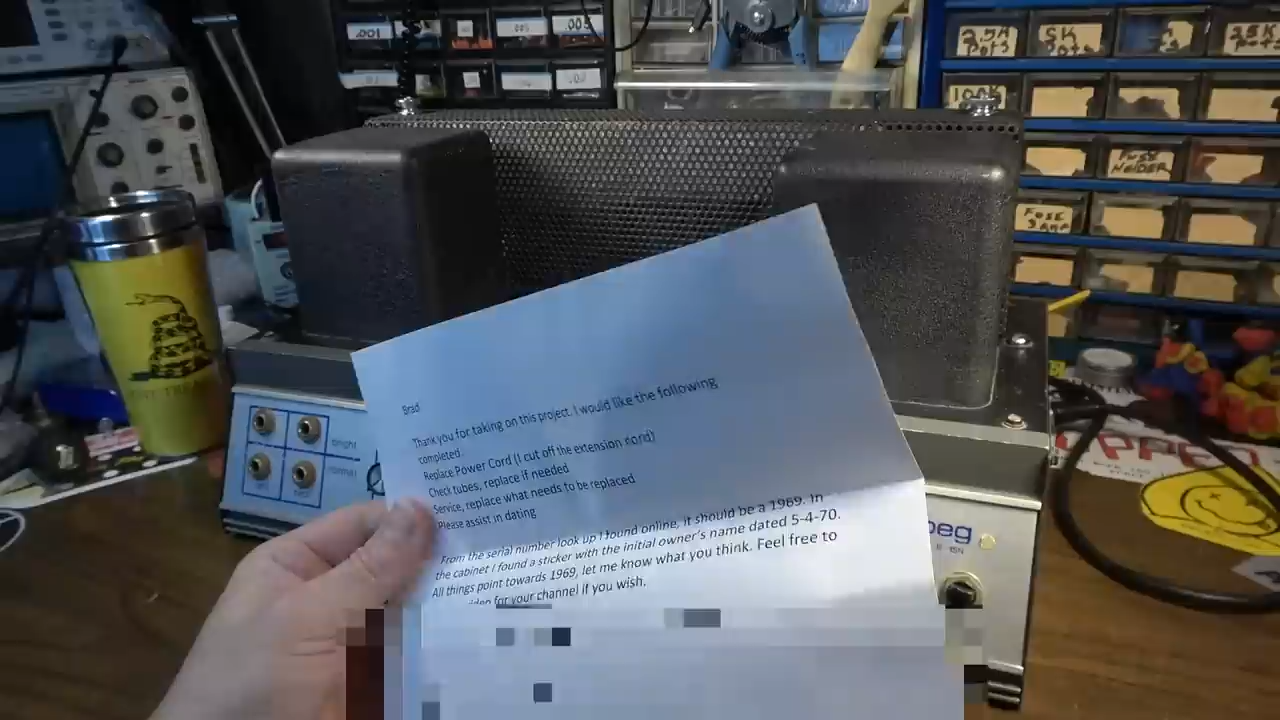 .001
.005
2.5A
Pots
5K
Pots
25K
Pots
100K
FUSE
HOLDER
FUSE
bright
normal
Brad
Thank you for taking on this project. I would like the following
completed.
Replace Power Cord (I cut off the extension cord)
Check tubes, replace if needed
Service, replace what needs to be replaced
Please assist in dating
From the serial number look up I found online, it should be a 1969. In
the cabinet I found a sticker with the initial owner's name dated 5-4-70.
All things point towards 1969, let me know what you think. Feel free to
video for your channel if you wish.
peg